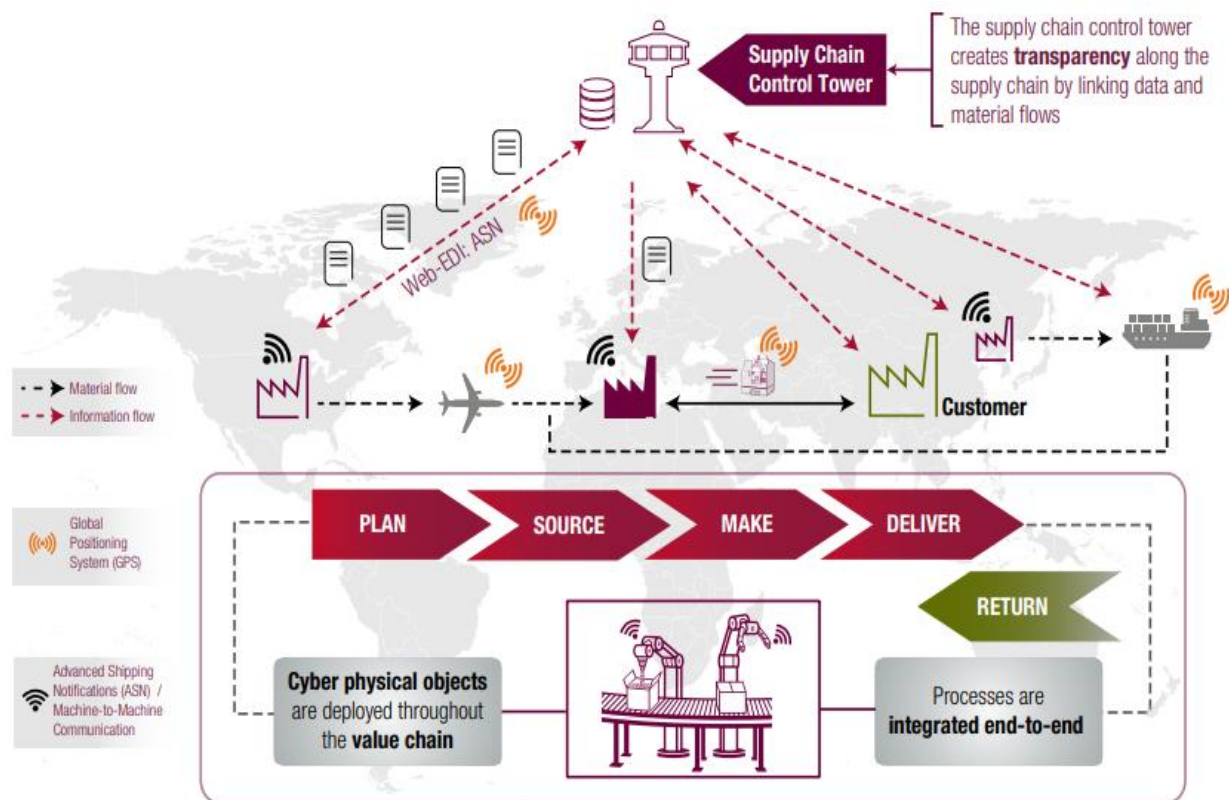 Supply Chain
Control Tower
The supply chain control tower
creates transparency along the
supply chain by linking data and
material flows
Web-EDI: ASN
Customer
Material flow
Information flow
Global
Positioning
System (GPS)
Advanced Shipping
Notifications (ASN) /
Machine-to-Machine
Communication
PLAN
SOURCE
MAKE
DELIVER
RETURN
Cyber physical objects
are deployed throughout
the value chain
Processes are
integrated end-to-end